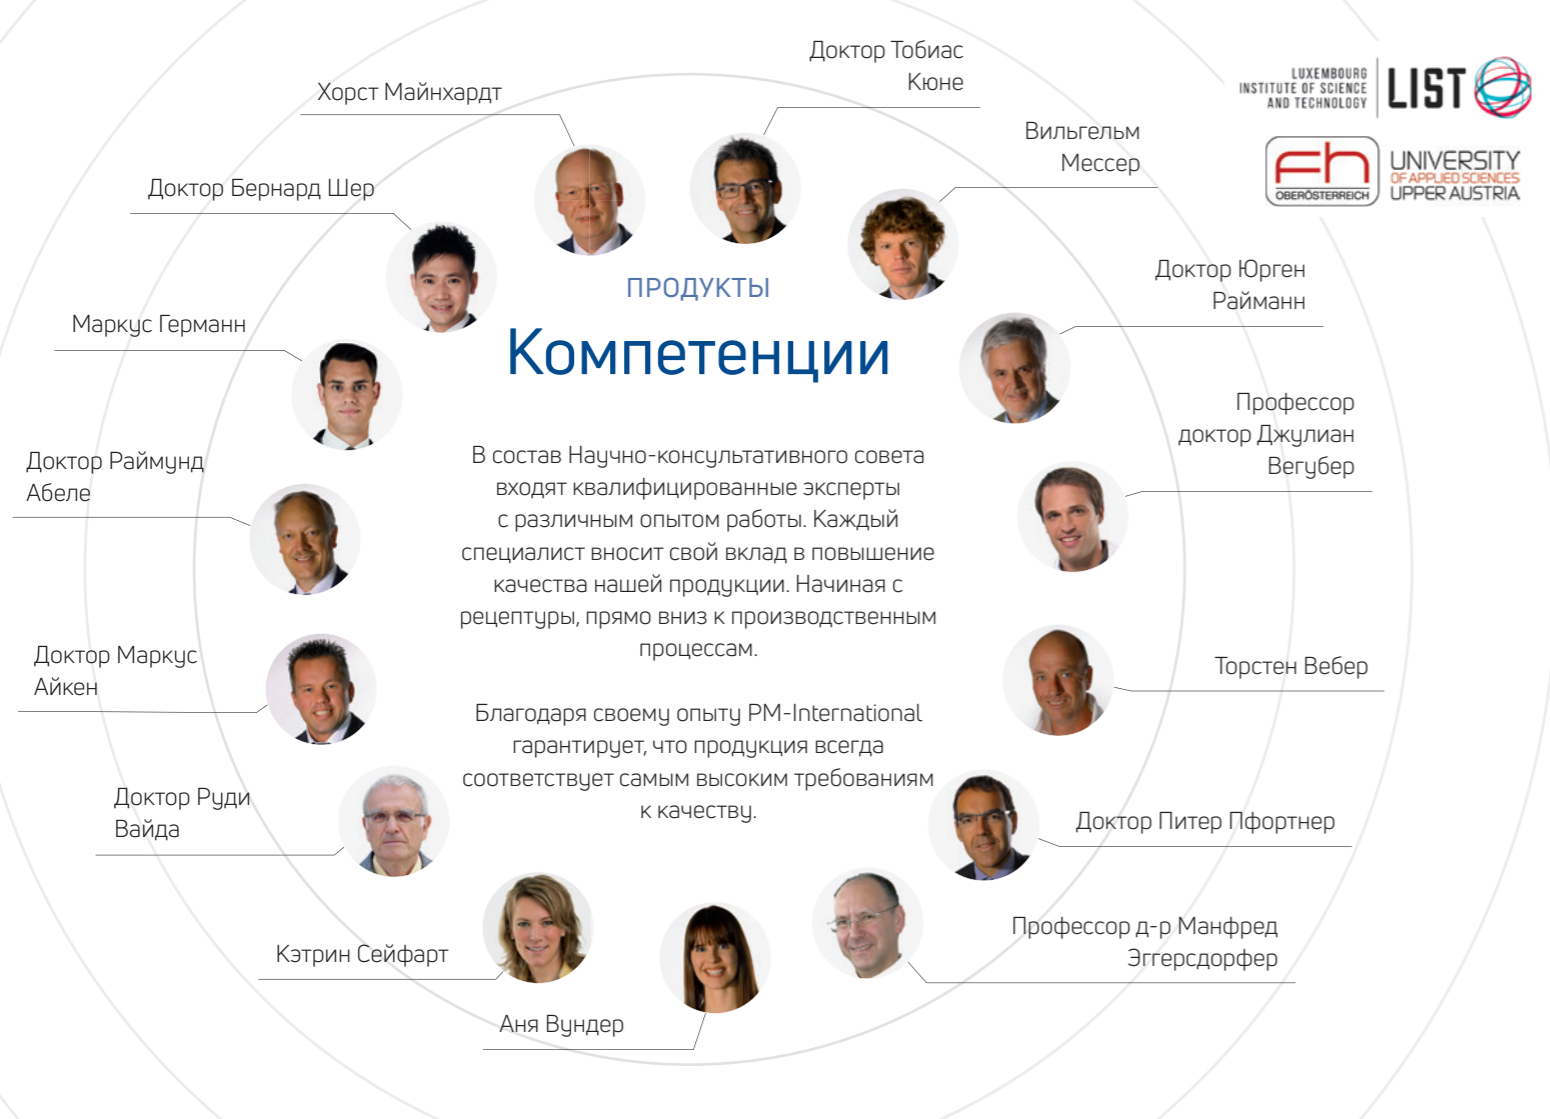 Доктор Тобиас
Кюне
Хорст Майнхардт
LUXEMBOURG
INSTITUTE OF SCIENCE
AND TECHNOLOGY
LIST
Вильгельм
Мессер
Fh
OBERÖSTERREICH
UNIVERSITY
OF APPLIED SCIENCES
UPPER AUSTRIA
Доктор Бернард Шер
Доктор Юрген
Райманн
ПРОДУКТЫ
Компетенции
Маркус Германн
Профессор
доктор Джулиан
Вегубер
Доктор Раймунд
Абеле
В состав Научно-консультативного совета
входят квалифицированные эксперты
с различным опытом работы. Каждый
специалист вносит свой вклад в повышение
качества нашей продукции. Начиная с
рецептуры, прямо вниз к производственным
процессам.
Доктор Маркус
Айкен
Торстен Вебер
Благодаря своему опыту PM-International
гарантирует, что продукция всегда
соответствует самым высоким требованиям
к качеству.
Доктор Руди
Вайда
Доктор Питер Пфортнер
Кэтрин Сейфарт
Профессор д-р Манфред
Эггерсдорфер
Аня Вундер